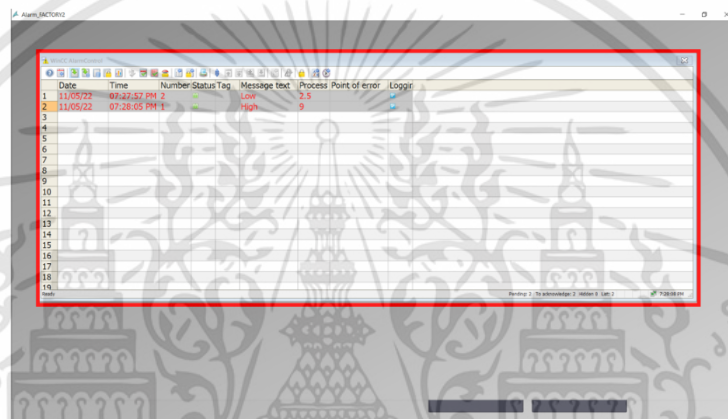 Alarm_FACTORY2
WinCC AlarmControl
Date Time Number Status Tag Message text Process Point of error Loggin
1 11/05/22 07:27:57 PM 2 Low 2.5
2 11/05/22 07:28:05 PM 1 High 9
3
4
5
6
7
8
9
10
11
12
13
14
15
16
17
18
19
Ready Pending: 2 To acknowledge: 2 Hidden: 0 List: 2 7:28:08 PM